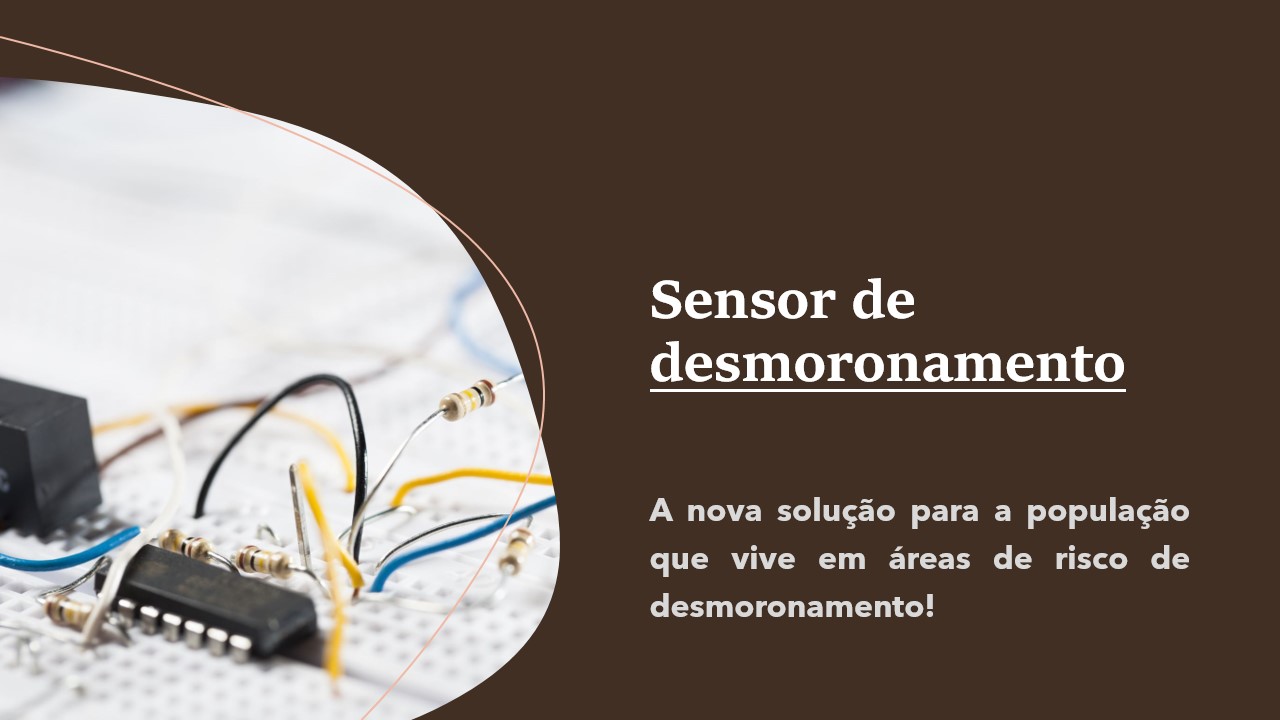 Sensor de
desmoronamento
A nova solução para a população
que vive em áreas de risco de
desmoronamento!